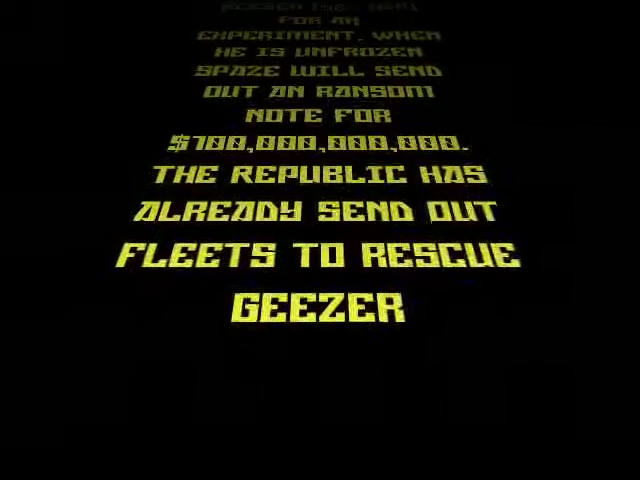 FOR AN
EXPERIMENT. WHEN
HE IS UNFROZEN
SPAZE WILL SEND
OUT AN RANSOM
NOTE FOR
$700,000,000,000.
THE REPUBLIC HAS
ALREADY SEND OUT
FLEETS TO RESCUE
GEEZER